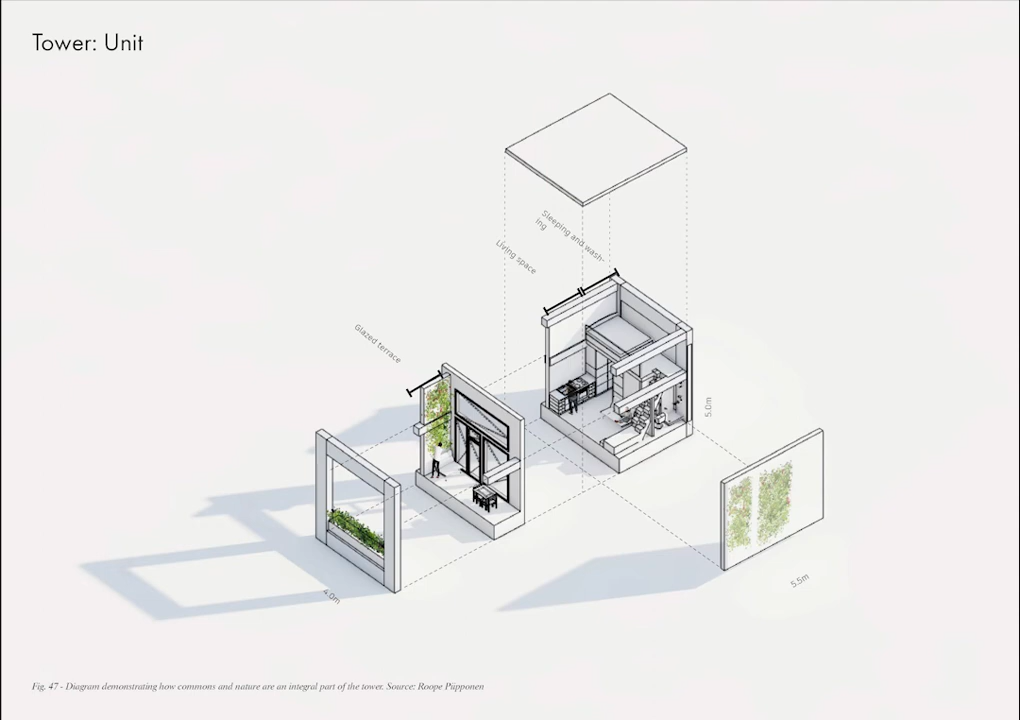 Tower: Unit
Sleeping and wash-
ing
Living space
Glazed terrace
5.0m
5.5m
4.0m
Fig. 47 - Diagram demonstrating how commons and nature are an integral part of the tower. Source: Roope Püpponen